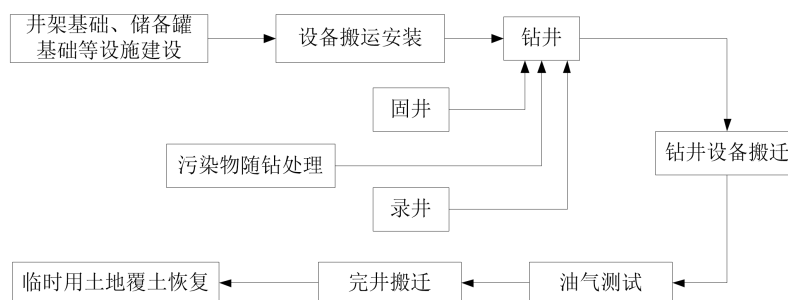 井架基础、储备罐
基础等设施建设
设备搬运安装
钻井
固井
污染物随钻处理
录井
钻井设备搬迁
油气测试
完井搬迁
临时用土地覆土恢复